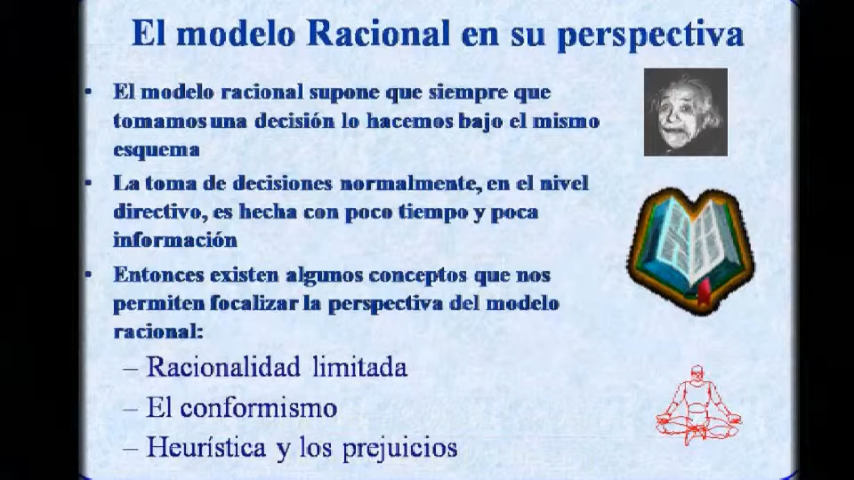 El modelo Racional en su perspectiva
• El modelo racional supone que siempre que
tomamos una decisión lo hacemos bajo el mismo
esquema
• La toma de decisiones normalmente, en el nivel
directivo, es hecha con poco tiempo y poca
información
• Entonces existen algunos conceptos que nos
permiten focalizar la perspectiva del modelo
racional:
– Racionalidad limitada
– El conformismo
– Heurística y los prejuicios